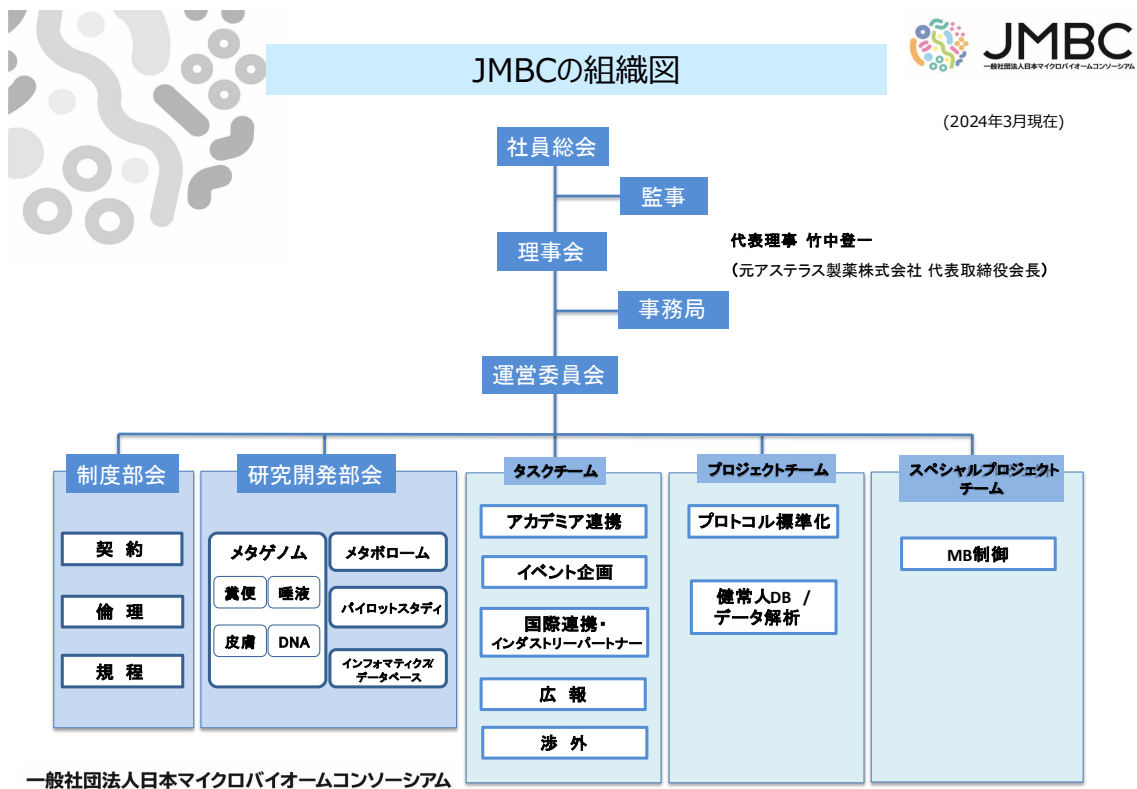 JMBCの組織図
JMBC
一般社団法人日本マイクロバイオームコンソーシアム
(2024年3月現在)
社員総会
監事
理事会
代表理事 竹中登一
（元アステラス製薬株式会社 代表取締役会長）
事務局
運営委員会
制度部会
契 約
倫 理
規 程
研究開発部会
メタゲノム
糞便
唾液
皮膚
DNA
メタボローム
パイロットスタディ
インフォマティクス/
データベース
タスクチーム
アカデミア連携
イベント企画
国際連携・
インダストリーパートナー
広 報
渉 外
プロジェクトチーム
プロトコル標準化
健常人DB /
データ解析
スペシャルプロジェクト
チーム
MB制御
一般社団法人日本マイクロバイオームコンソーシアム